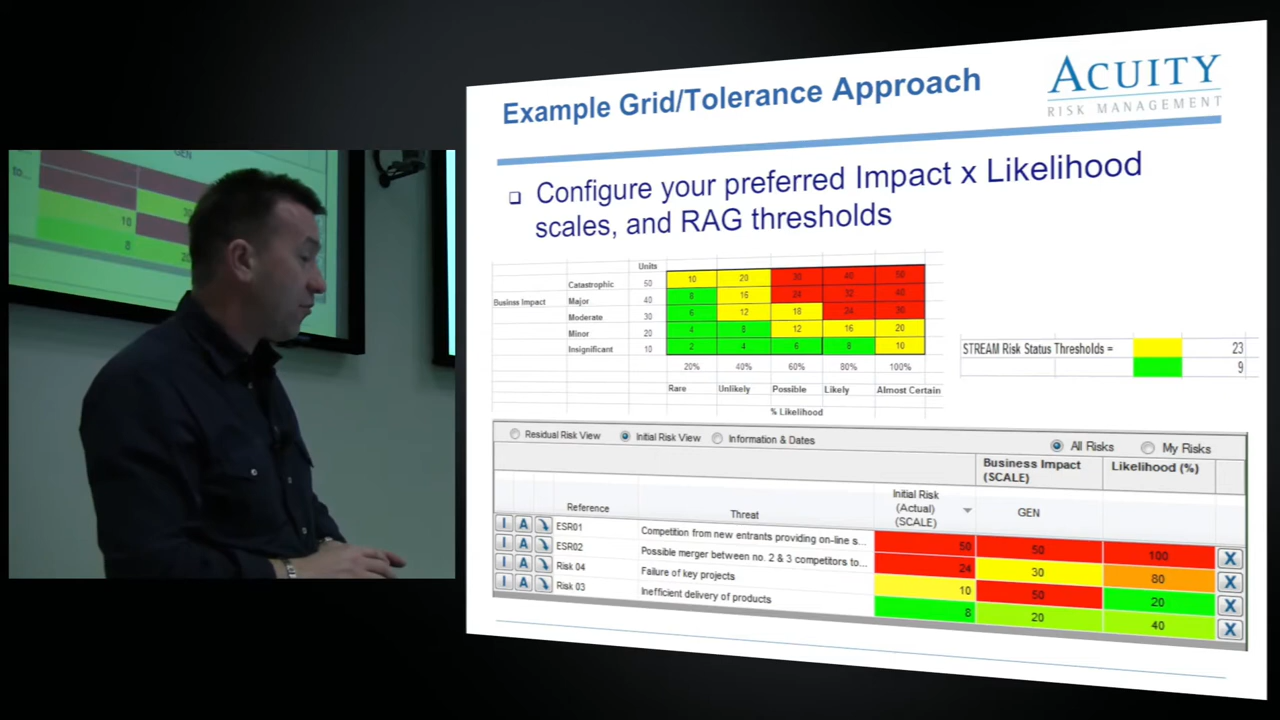 Example Grid/Tolerance Approach
ACUITY
RISK MANAGEMENT
Configure your preferred Impact x Likelihood
scales, and RAG thresholds
Units
Catastrophic 50 10 20 30 40 50
Business Impact Major 40 8 16 24 32 40
Moderate 30 6 12 18 24 30
Minor 20 4 8 12 16 20
Insignificant 10 2 4 6 8 10
20% 40% 60% 80% 100%
Rare Unlikely Possible Likely Almost Certain
% Likelihood
STREAM Risk Status Thresholds = 23
9
Residual Risk View Initial Risk View Information & Dates All Risks My Risks
Business Impact
(SCALE)
Likelihood (%)
Reference Threat
Initial Risk
(Actual)
(SCALE)
GEN
I A ESR01 Competition from new entrants providing on-line s... 50 50 100 X
I A ESR02 Possible merger between no. 2 & 3 competitors to... 24 30 80 X
I A Risk 04 Failure of key projects 10 50 20 X
I A Risk 03 Inefficient delivery of products 8 20 40 X
GEN
to...
30
10
8
20